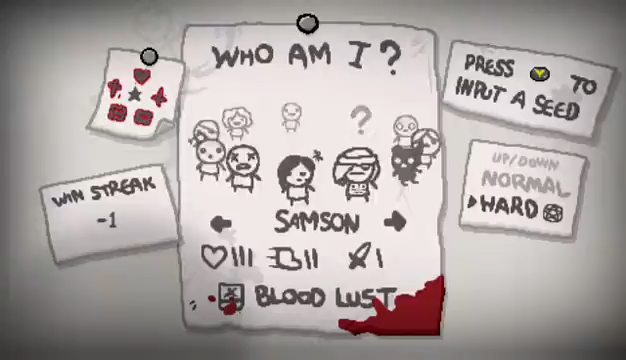 WHO AM I?
?
SAMSON
BLOOD LUST
WIN STREAK
-1
PRESS TO
INPUT A SEED
UP/DOWN
NORMAL
HARD